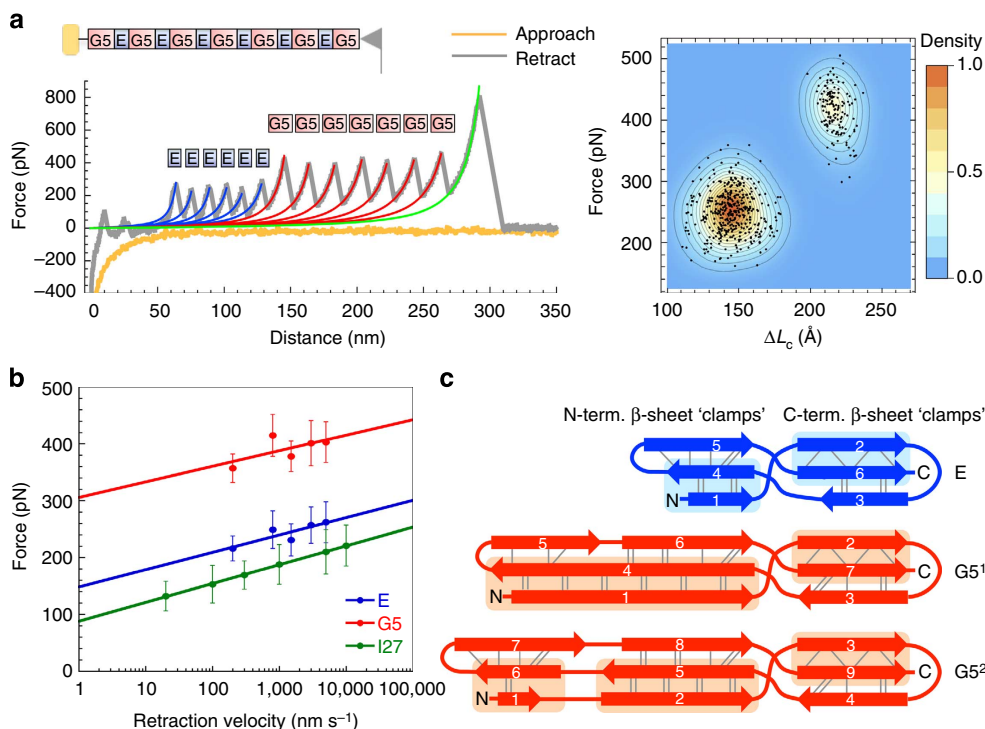 a
G5 E G5 E G5 E G5 E G5 E G5 E G5
Approach
Retract
Force (pN)
800
600
400
200
0
−200
−400
E E E E E E
G5 G5 G5 G5 G5 G5 G5
0 50 100 150 200 250 300 350
Distance (nm)
Force (pN)
500
400
300
200
100 150 200 250
ΔLc (Å)
Density
1.0
0.5
0.0
b
Force (pN)
500
400
300
200
100
0
E
G5
I27
1 10 100 1,000 10,000 100,000
Retraction velocity (nm s⁻¹)
c
N-term. β-sheet ‘clamps’ C-term. β-sheet ‘clamps’
5 2
4 6 C E
N 1 3
5 6 2
4 7 C G5¹
N 1 3
7 8 3
6 5 9 C G5²
N 1 2 4